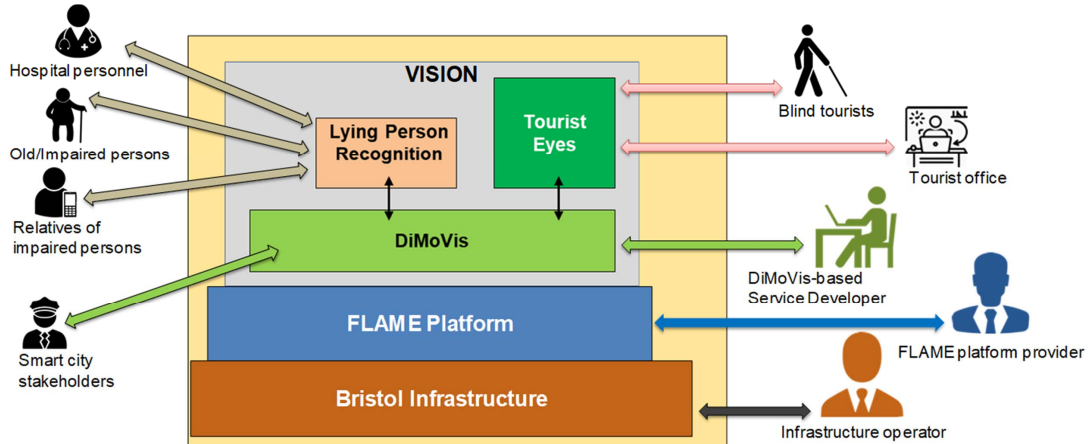 Hospital personnel
Old/Impaired persons
Relatives of
impaired persons
Smart city
stakeholders
VISION
Lying Person
Recognition
Tourist
Eyes
DiMoVis
FLAME Platform
Bristol Infrastructure
Blind tourists
Tourist office
DiMoVis-based
Service Developer
FLAME platform provider
Infrastructure operator